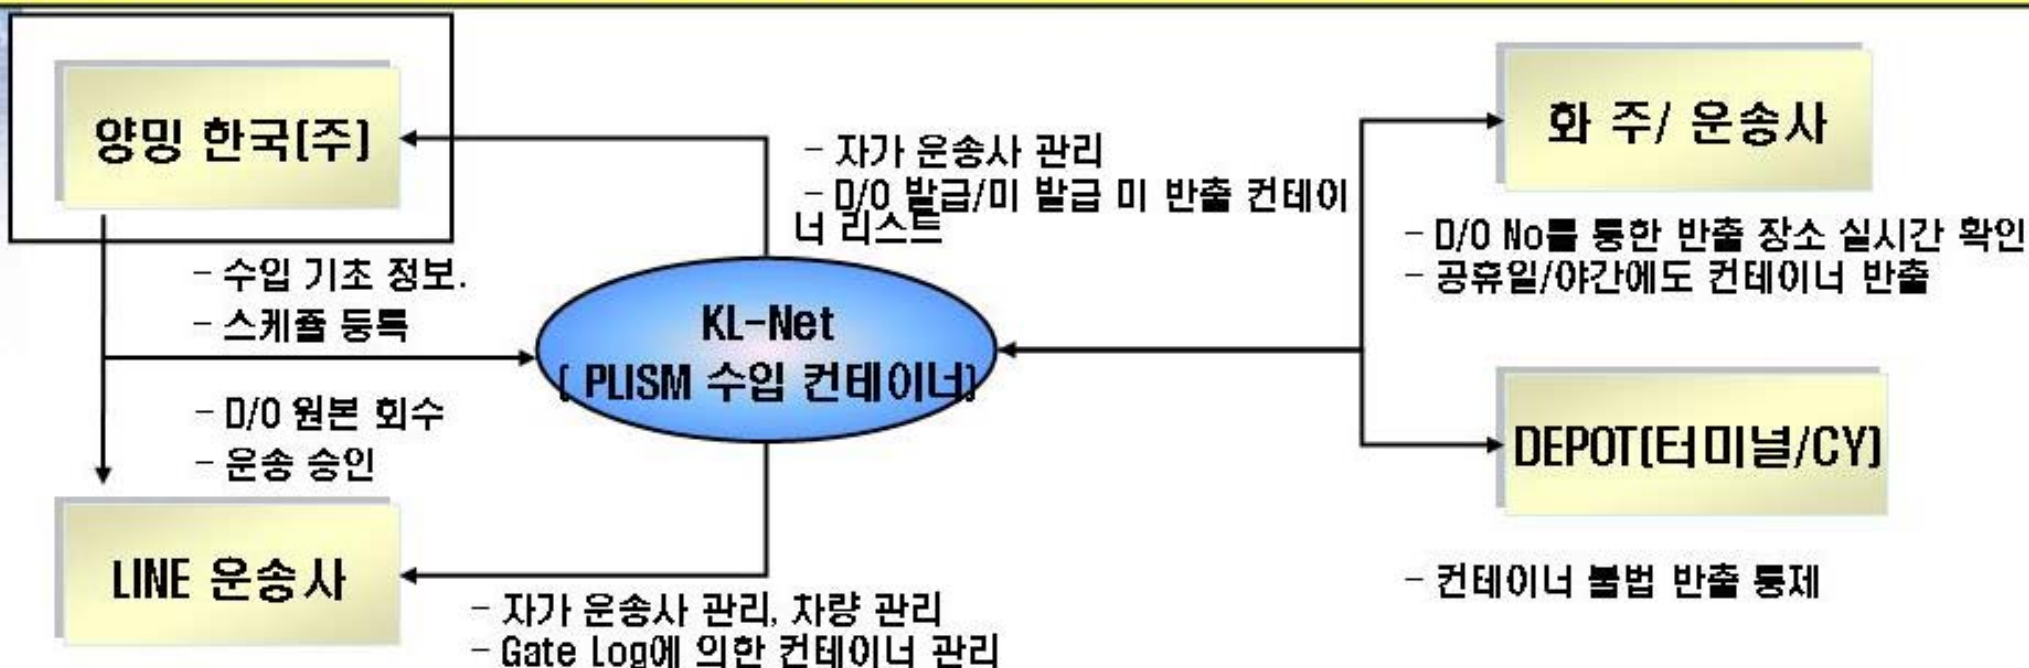 양밍 한국(주)
- 자가 운송사 관리
- D/O 발급/미 발급 미 반출 컨테이
너 리스트
화 주/ 운송사
- D/O No를 통한 반출 장소 실시간 확인
- 공휴일/야간에도 컨테이너 반출
- 수입 기초 정보.
- 스케쥴 등록
KL-Net
( PLISM 수입 컨테이너)
- D/O 원본 회수
- 운송 승인
DEPOT(터미널/CY)
- 컨테이너 불법 반출 통제
LINE 운송사
- 자가 운송사 관리, 차량 관리
- Gate Log에 의한 컨테이너 관리